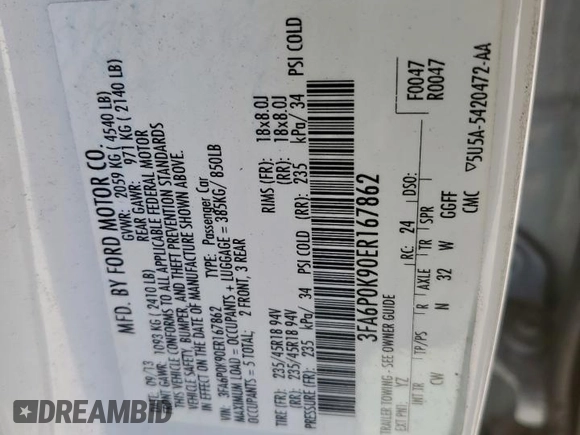 MFD. BY FORD MOTOR CO.
DATE: 09/13 GVWR: 2059 KG ( 4540 LB)
FRONT GAWR: 1093 KG ( 2410 LB) REAR GAWR: 971 KG ( 2140 LB)
THIS VEHICLE CONFORMS TO ALL APPLICABLE FEDERAL MOTOR
VEHICLE SAFETY, BUMPER, AND THEFT PREVENTION STANDARDS
IN EFFECT ON THE DATE OF MANUFACTURE SHOWN ABOVE.
VIN: 3FA6P0K90ER167862 TYPE: Passenger Car
MAXIMUM LOAD = OCCUPANTS + LUGGAGE = 385KG/ 850LB
OCCUPANTS = 5 TOTAL: 2 FRONT, 3 REAR
TIRE (FR): 235/45R18 94V RIMS (FR): 18x8.0J
(RR): 235/45R18 94V (RR): 18x8.0J
PRESSURE (FR): 235 kPa/ 34 PSI COLD (RR): 235 kPa/ 34 PSI COLD
3FA6P0K90ER167862
TRAILER TOWING - SEE OWNER GUIDE
F0047
R0047
EXT PNT: YZ RC: 24 DSO:
INT TR TP/PS R AXLE TR SPR
CW N 32 W GGFF
CMC ▽5U5A-5420472-AA
DREAMBID